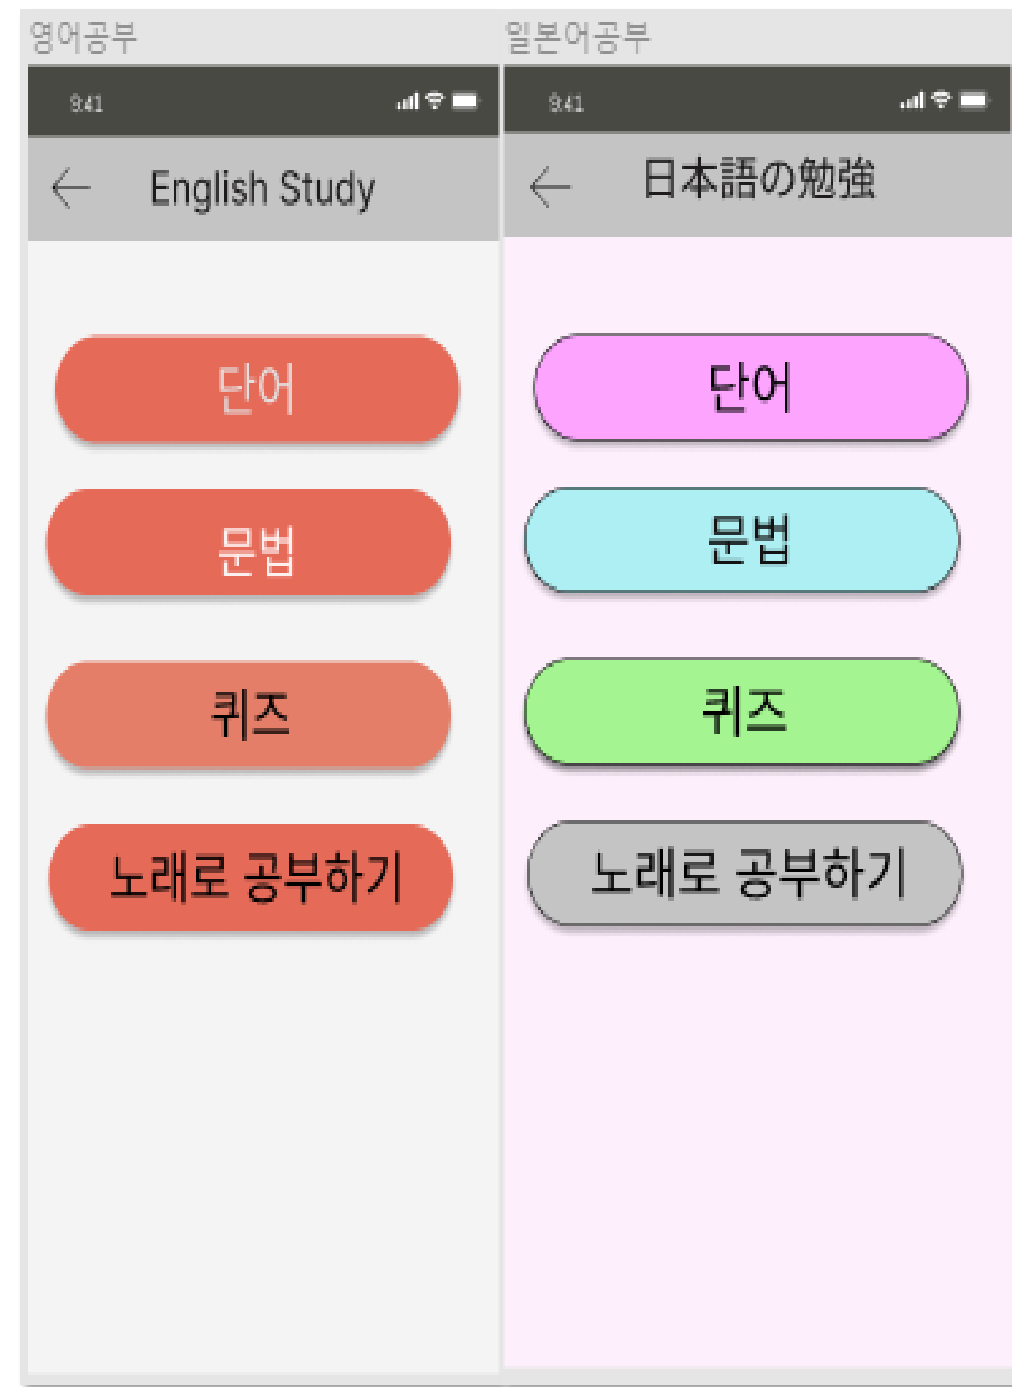 영어공부
9:41
English Study
단어
문법
퀴즈
노래로 공부하기
일본어공부
9:41
日本語の勉強
단어
문법
퀴즈
노래로 공부하기